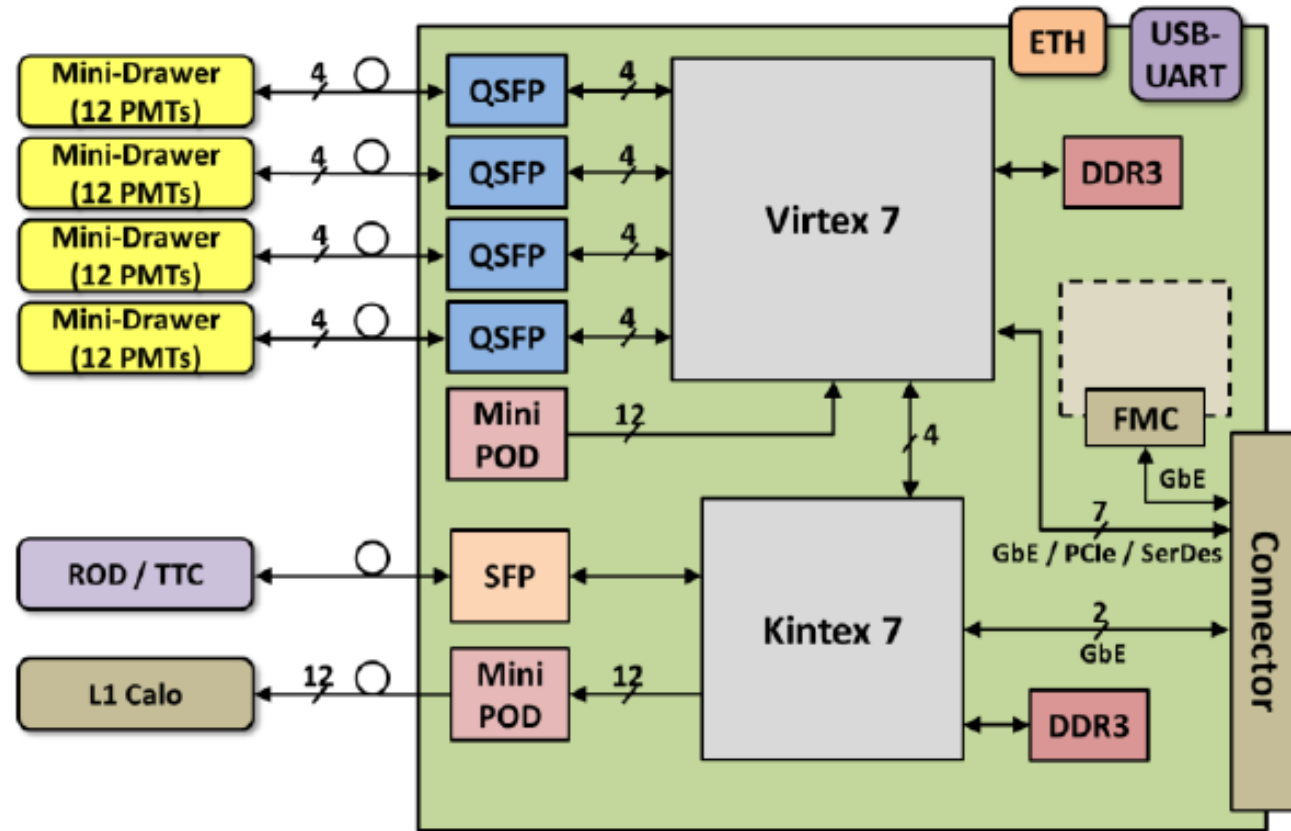 ETH
USB-
UART
Mini-Drawer
(12 PMTs)
4
QSFP
4
Mini-Drawer
(12 PMTs)
4
QSFP
4
Mini-Drawer
(12 PMTs)
4
QSFP
4
Mini-Drawer
(12 PMTs)
4
QSFP
4
Virtex 7
DDR3
Mini
POD
12
4
FMC
GbE
7
GbE / PCIe / SerDes
Connector
ROD / TTC
SFP
Kintex 7
2
GbE
L1 Calo
12
Mini
POD
12
DDR3